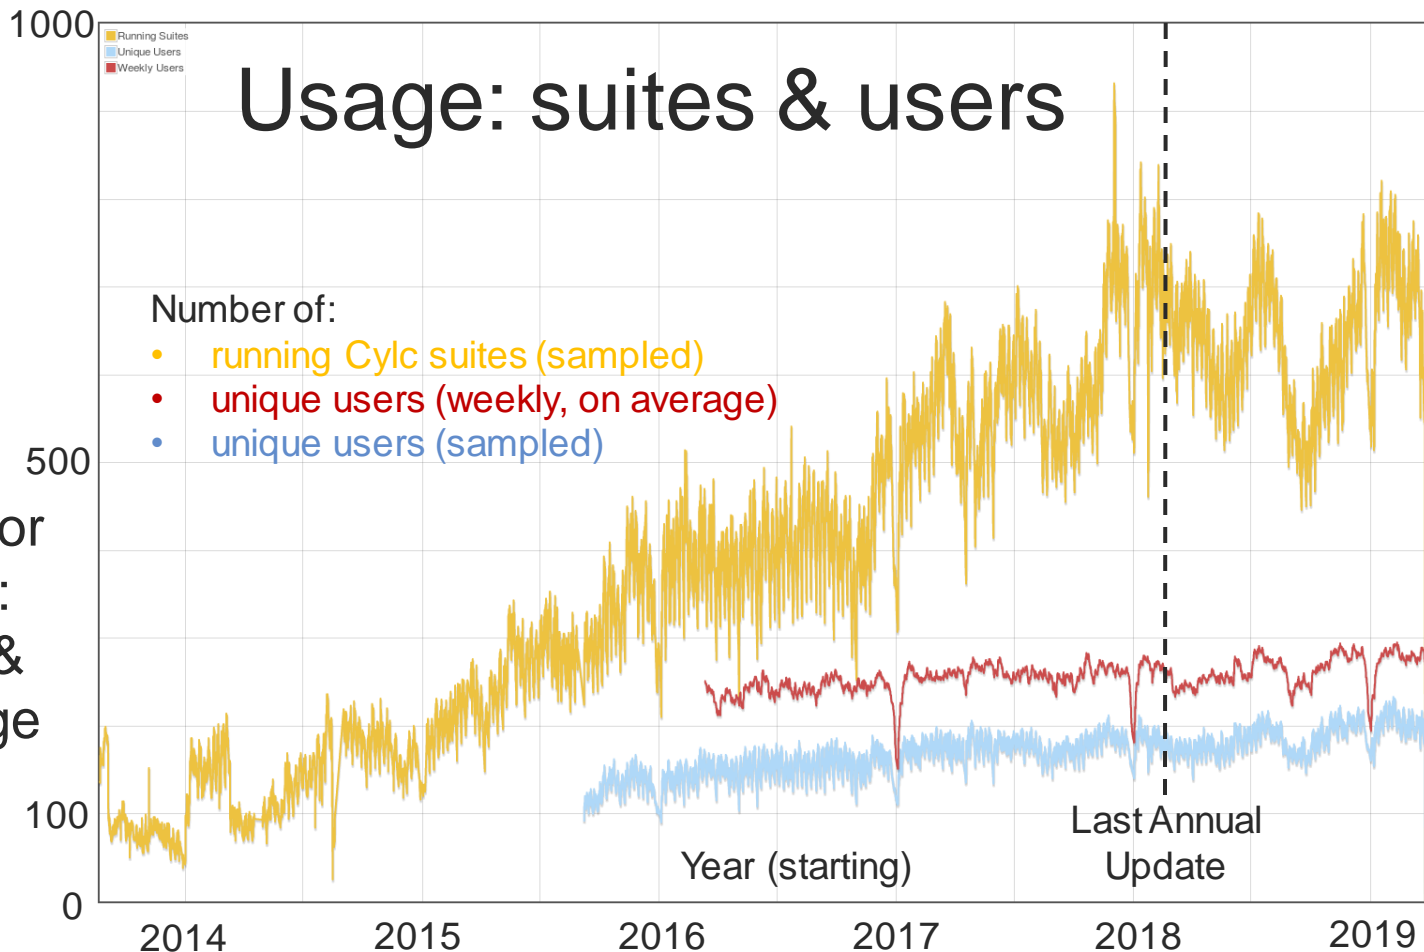 1000
Running Suites
Unique Users
Weekly Users
Usage: suites & users
Number of:
• running Cylc suites (sampled)
• unique users (weekly, on average)
• unique users (sampled)
500
or
:
&
ge
100
Last Annual
Update
Year (starting)
0
2014 2015 2016 2017 2018 2019